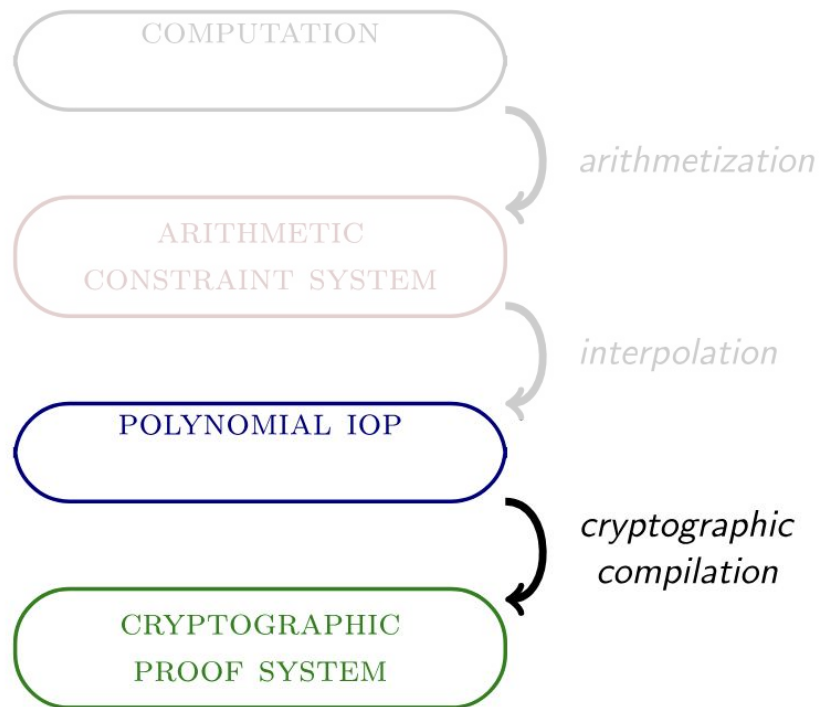 COMPUTATION
arithmetization
ARITHMETIC
CONSTRAINT SYSTEM
interpolation
POLYNOMIAL IOP
cryptographic
compilation
CRYPTOGRAPHIC
PROOF SYSTEM